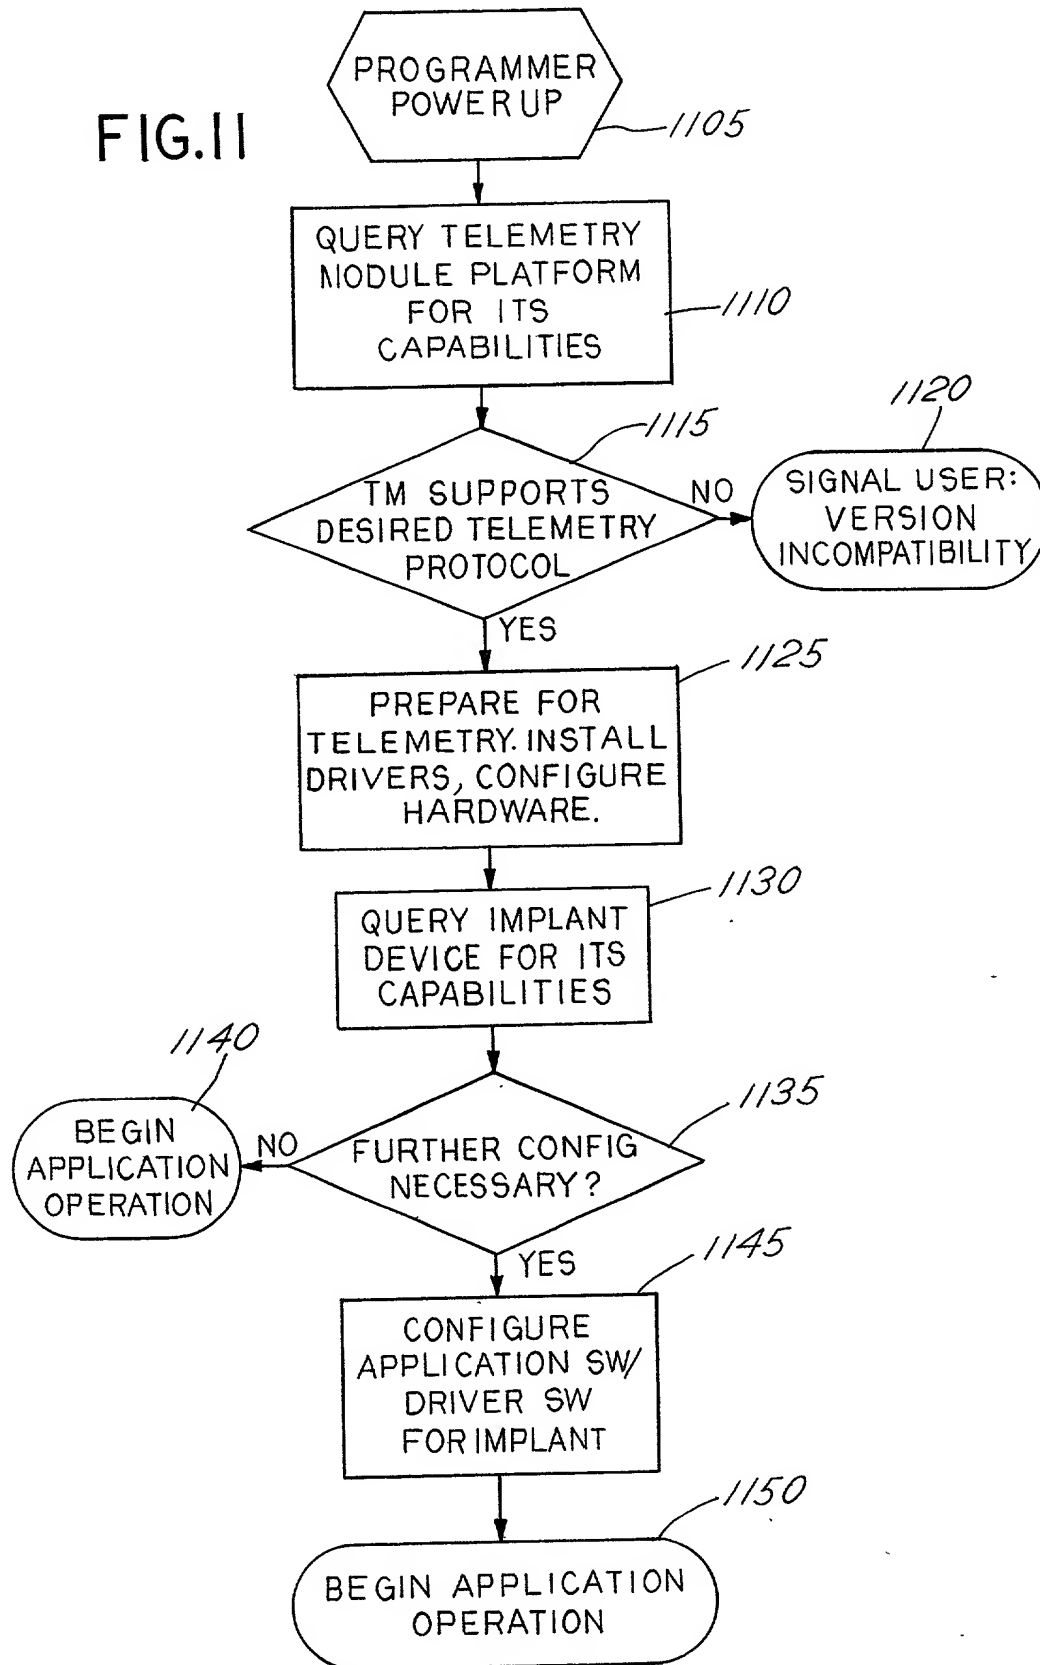 FIG.11
PROGRAMMER
POWER UP
1105
QUERY TELEMETRY
MODULE PLATFORM
FOR ITS
CAPABILITIES
1110
1115
TM SUPPORTS
DESIRED TELEMETRY
PROTOCOL
NO
1120
SIGNAL USER:
VERSION
INCOMPATIBILITY
YES
1125
PREPARE FOR
TELEMETRY. INSTALL
DRIVERS, CONFIGURE
HARDWARE.
1130
QUERY IMPLANT
DEVICE FOR ITS
CAPABILITIES
1135
FURTHER CONFIG
NECESSARY?
NO
1140
BEGIN
APPLICATION
OPERATION
YES
1145
CONFIGURE
APPLICATION SW/
DRIVER SW
FOR IMPLANT
1150
BEGIN APPLICATION
OPERATION